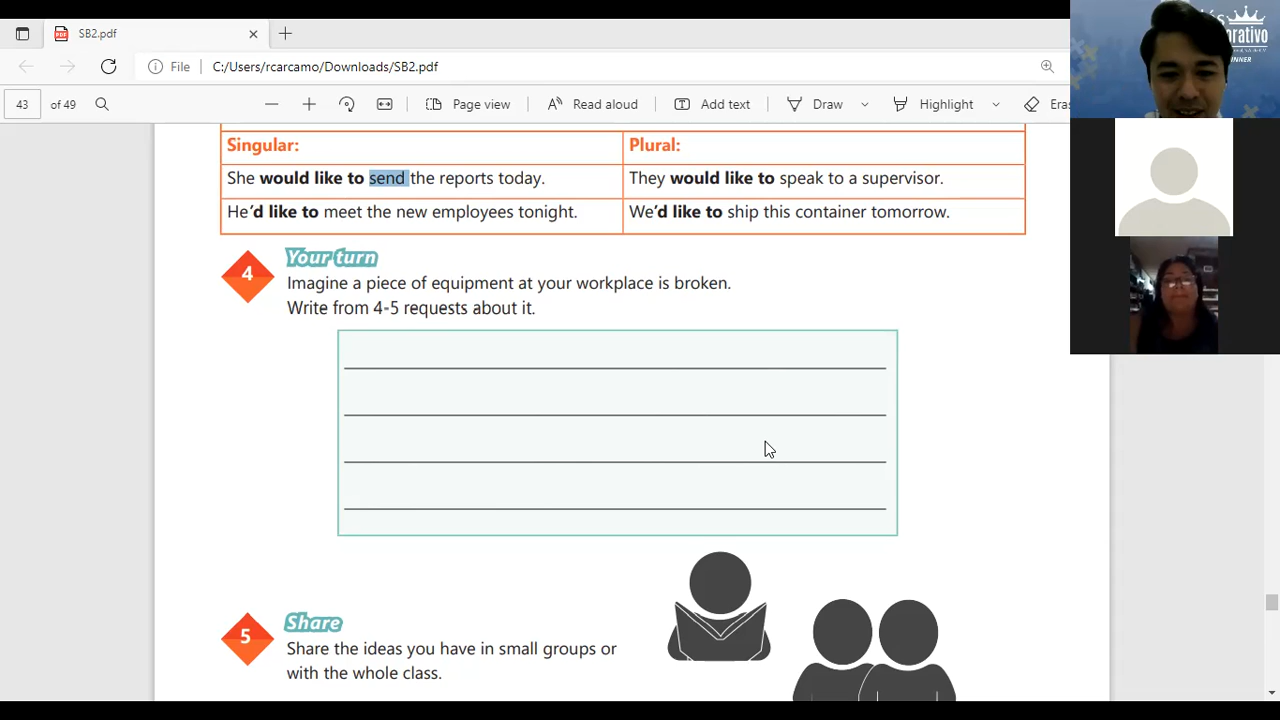 SB2.pdf
File C:/Users/rcarcamo/Downloads/SB2.pdf
43 of 49 Page view Read aloud Add text Draw Highlight
Singular: Plural:
She would like to send the reports today. They would like to speak to a supervisor.
He'd like to meet the new employees tonight. We'd like to ship this container tomorrow.
4 Your turn
Imagine a piece of equipment at your workplace is broken.
Write from 4-5 requests about it.
5 Share
Share the ideas you have in small groups or
with the whole class.